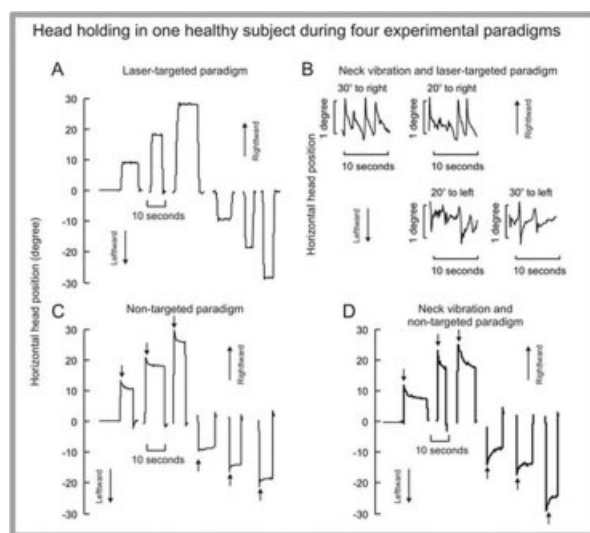 Head holding in one healthy subject during four experimental paradigms
A
Laser-targeted paradigm
30
20
10
0
-10
-20
-30
Rightward
Leftward
10 seconds
B
Neck vibration and laser-targeted paradigm
30° to right
20° to right
1 degree
1 degree
10 seconds
10 seconds
Rightward
Leftward
20° to left
30° to left
1 degree
1 degree
10 seconds
10 seconds
Horizontal head position
Horizontal head position (degree)
C
Non-targeted paradigm
30
20
10
0
-10
-20
-30
Rightward
Leftward
10 seconds
D
Neck vibration and
non-targeted paradigm
30
20
10
0
-10
-20
-30
Rightward
Leftward
10 seconds